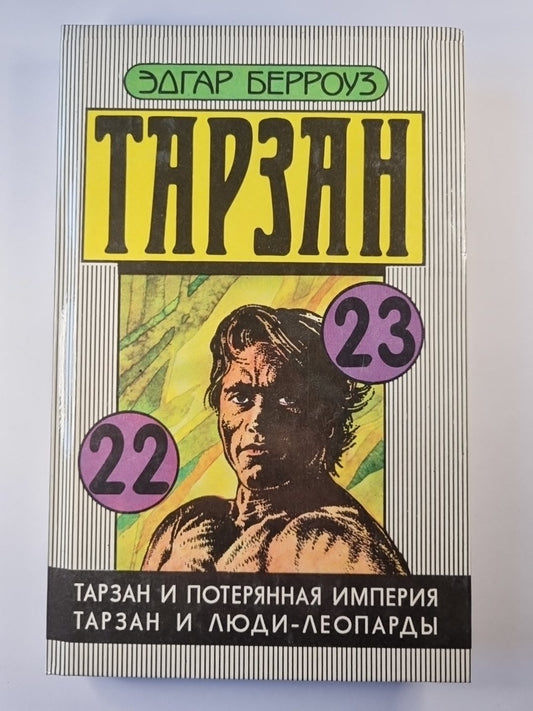 ЭДГАР БЕРРОУЗ
ТАРЗАН
23
22
ТАРЗАН И ПОТЕРЯННАЯ ИМПЕРИЯ
ТАРЗАН И ЛЮДИ-ЛЕОПАРДЫ